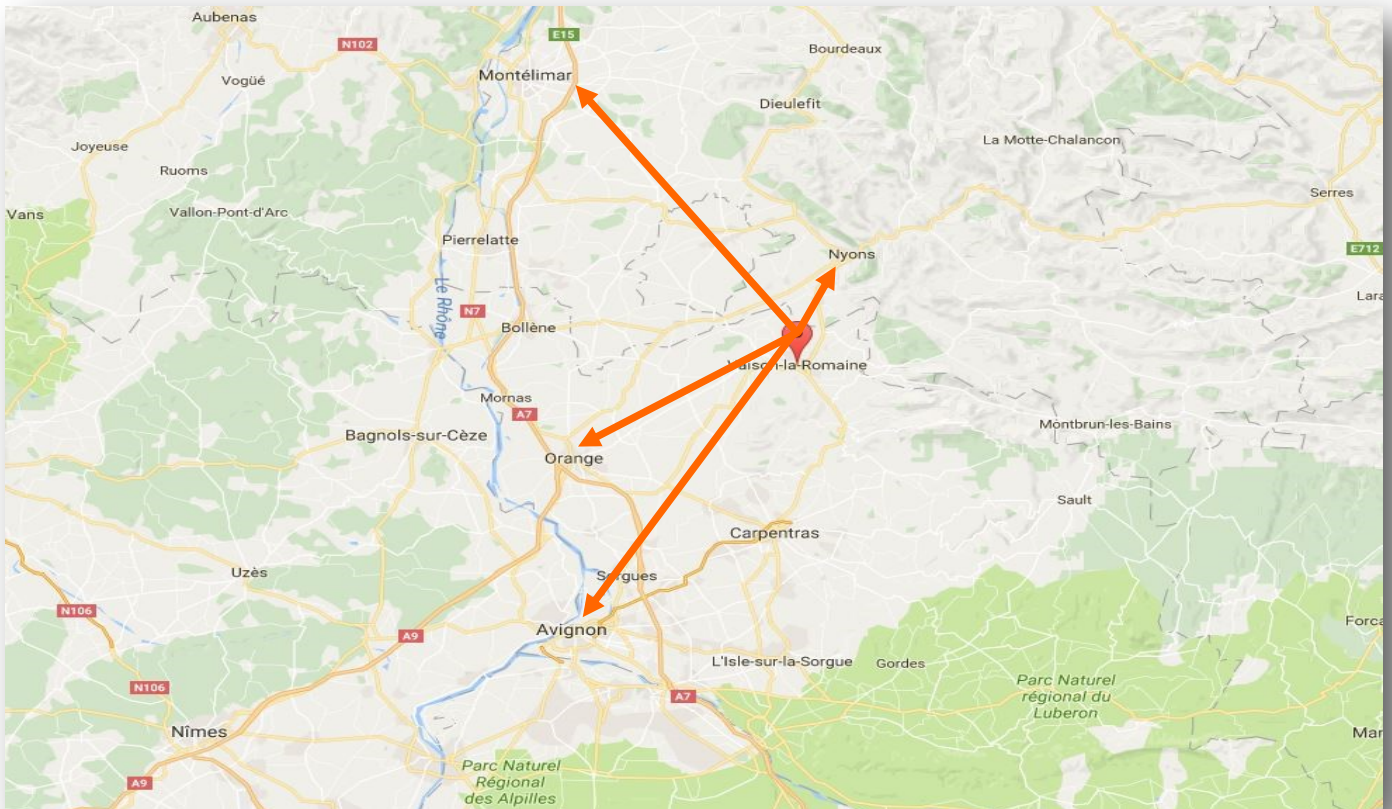 Aubenas
E15
N102
Bourdeaux
Montélimar
Vogüé
Dieulefit
La Motte-Chalancon
Joyeuse
Ruoms
Serres
Vans
Vallon-Pont-d'Arc
Pierrelatte
Nyons
E712
Le Rhône
Lara
N7
Bollène
Vaison-la-Romaine
Mornas
A7
Montbrun-les-Bains
Bagnols-sur-Cèze
Orange
Sault
Carpentras
Uzès
Sorgues
N106
Forca
A9
Avignon
L'Isle-sur-la-Sorgue
Gordes
N106
A7
Parc Naturel
régional du
Luberon
Nîmes
Mar
Parc Naturel
Régional
des Alpilles
A9